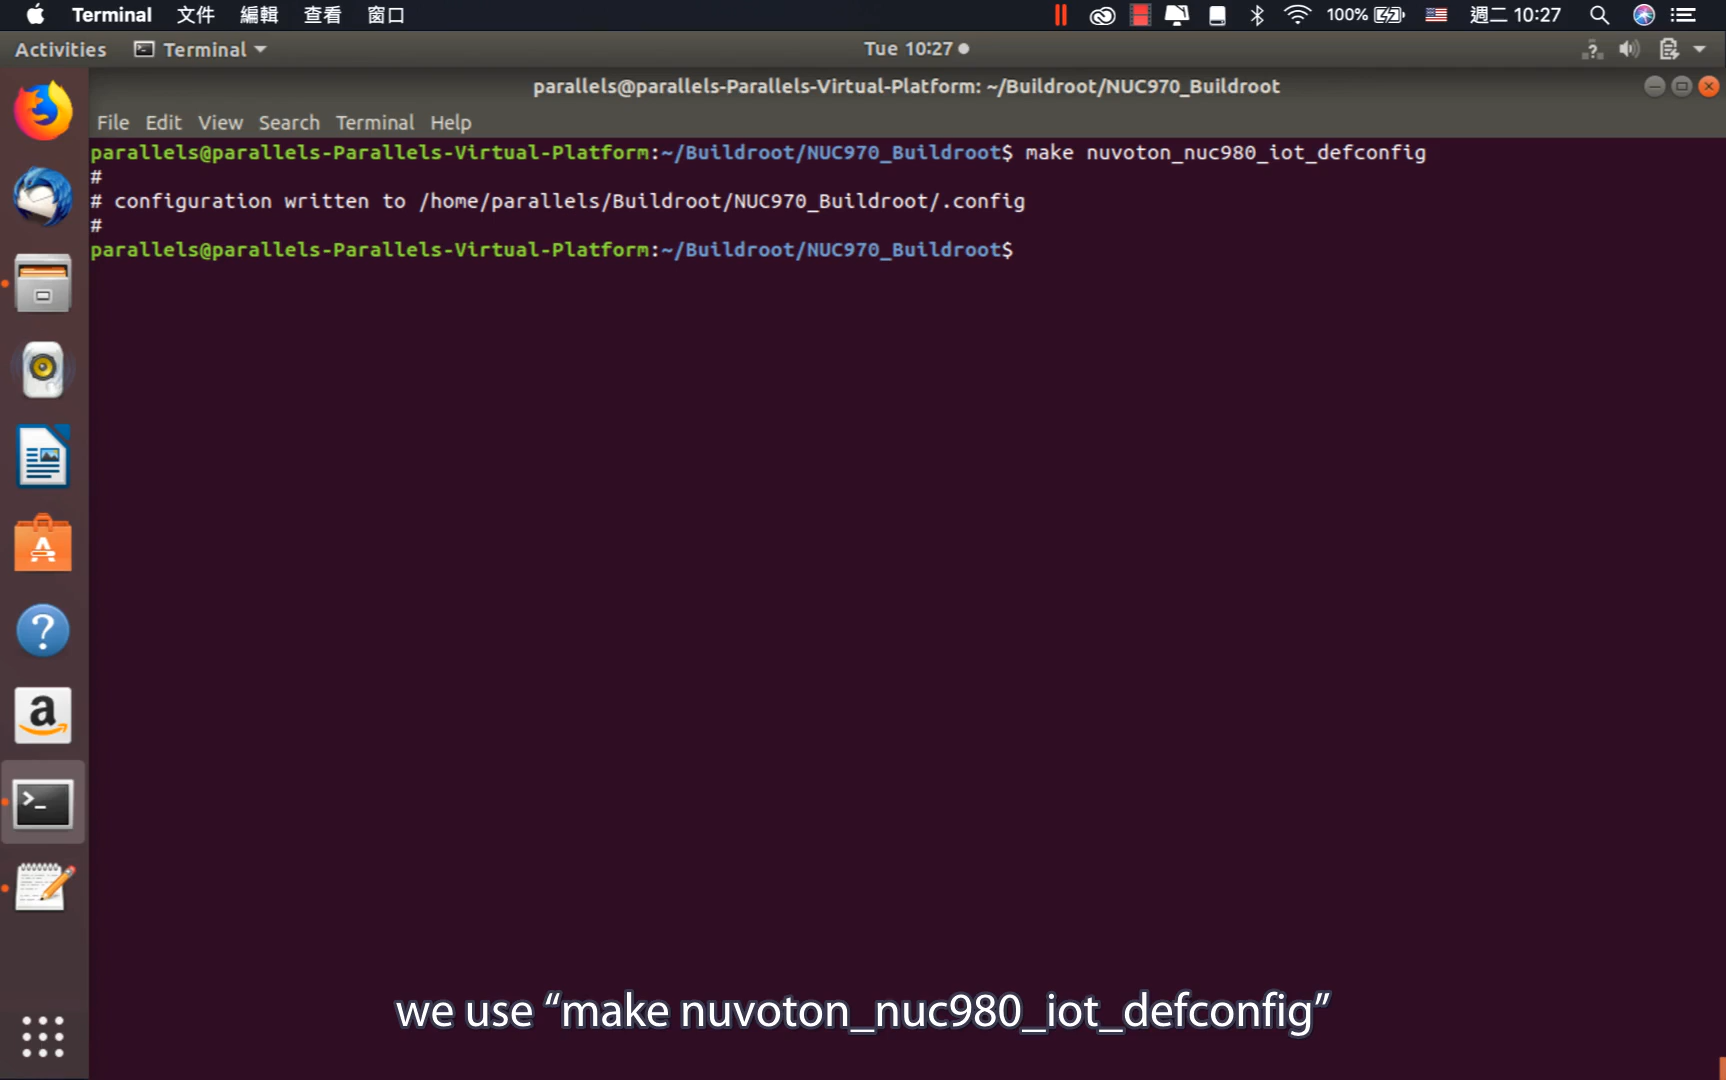 Terminal 文件 編輯 查看 窗口 100% 週二 10:27
Activities Terminal Tue 10:27
parallels@parallels-Parallels-Virtual-Platform: ~/Buildroot/NUC970_Buildroot
File Edit View Search Terminal Help
parallels@parallels-Parallels-Virtual-Platform:~/Buildroot/NUC970_Buildroot$ make nuvoton_nuc980_iot_defconfig
#
# configuration written to /home/parallels/Buildroot/NUC970_Buildroot/.config
#
parallels@parallels-Parallels-Virtual-Platform:~/Buildroot/NUC970_Buildroot$
we use “make nuvoton_nuc980_iot_defconfig”